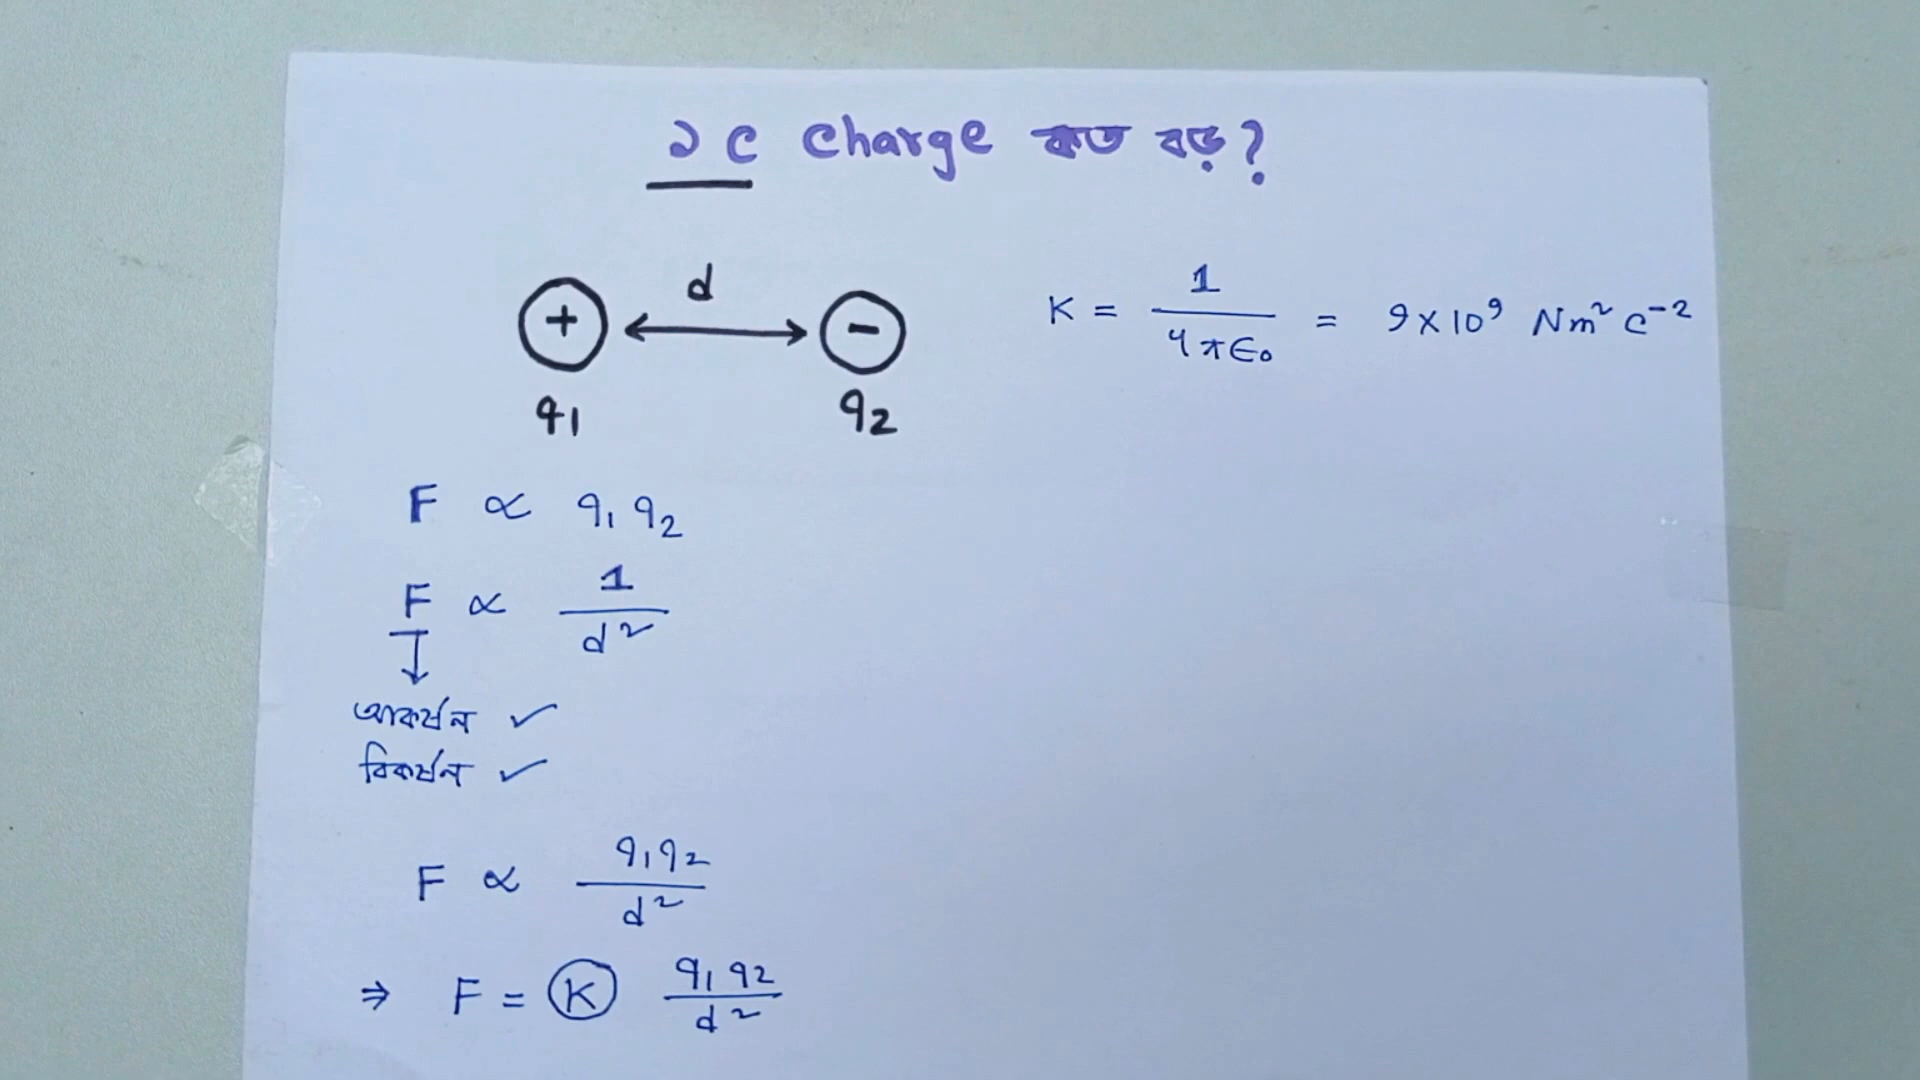 ১ C Charge কত বড়?
+ d −
q₁ q₂
K = 1/4πϵ₀ = 9×10⁹ Nm²C⁻²
F ∝ q₁q₂
F ∝ 1/d²
আকর্ষন ✓
বিকর্ষন ✓
F ∝ q₁q₂/d²
⇒ F = K q₁q₂/d²